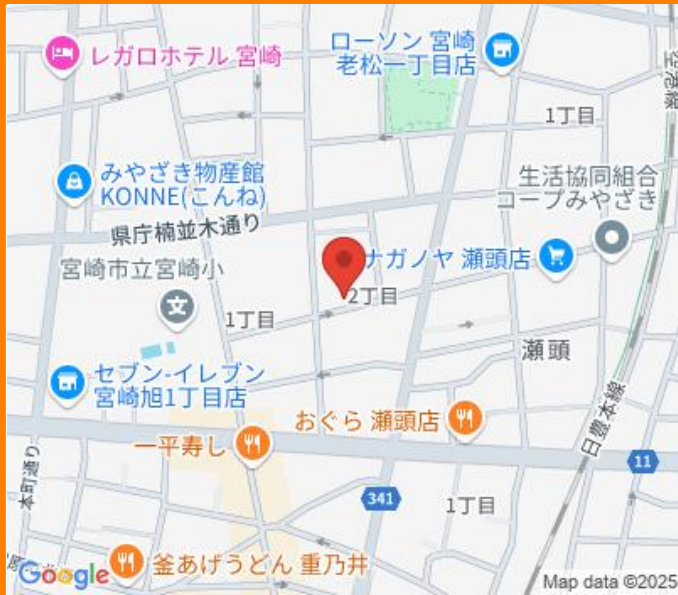 レガロホテル 宮崎
ローソン 宮崎
老松一丁目店
1丁目
みやざき物産館
KONNE(こんね)
生活協同組合
コープみやざき
県庁楠並木通り
ナガノヤ 瀬頭店
宮崎市立宮崎小
2丁目
1丁目
瀬頭
セブン-イレブン
宮崎旭1丁目店
おぐら 瀬頭店
一平寿し
日豊本線
11
本町通り
341
1丁目
釜あげうどん 重乃井
Google
Map data ©2025